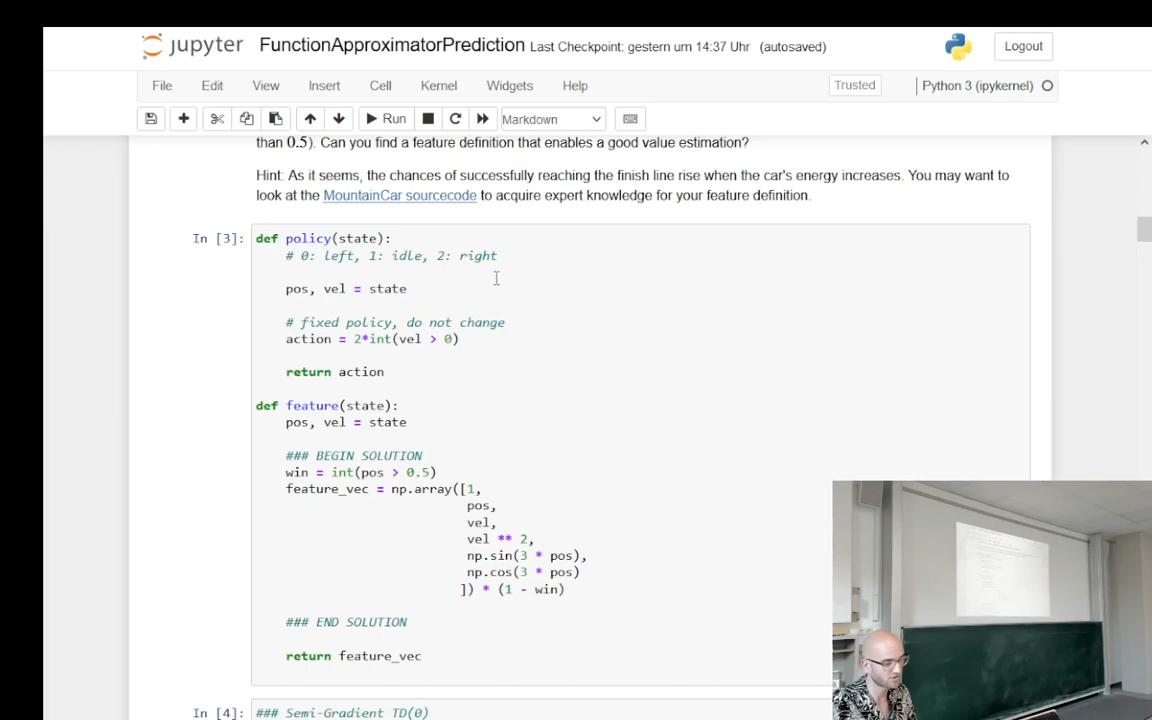 jupyter FunctionApproximatorPrediction Last Checkpoint: gestern um 14:37 Uhr (autosaved) Logout
File Edit View Insert Cell Kernel Widgets Help Trusted Python 3 (ipykernel)
Run Markdown
than 0.5). Can you find a feature definition that enables a good value estimation?
Hint: As it seems, the chances of successfully reaching the finish line rise when the car's energy increases. You may want to
look at the MountainCar sourcecode to acquire expert knowledge for your feature definition.
In [3]: def policy(state):
# 0: left, 1: idle, 2: right
pos, vel = state
# fixed policy, do not change
action = 2*int(vel > 0)
return action
def feature(state):
pos, vel = state
### BEGIN SOLUTION
win = int(pos > 0.5)
feature_vec = np.array([1,
pos,
vel,
vel ** 2,
np.sin(3 * pos),
np.cos(3 * pos)
]) * (1 - win)
### END SOLUTION
return feature_vec
In [4]: ### Semi-Gradient TD(0)